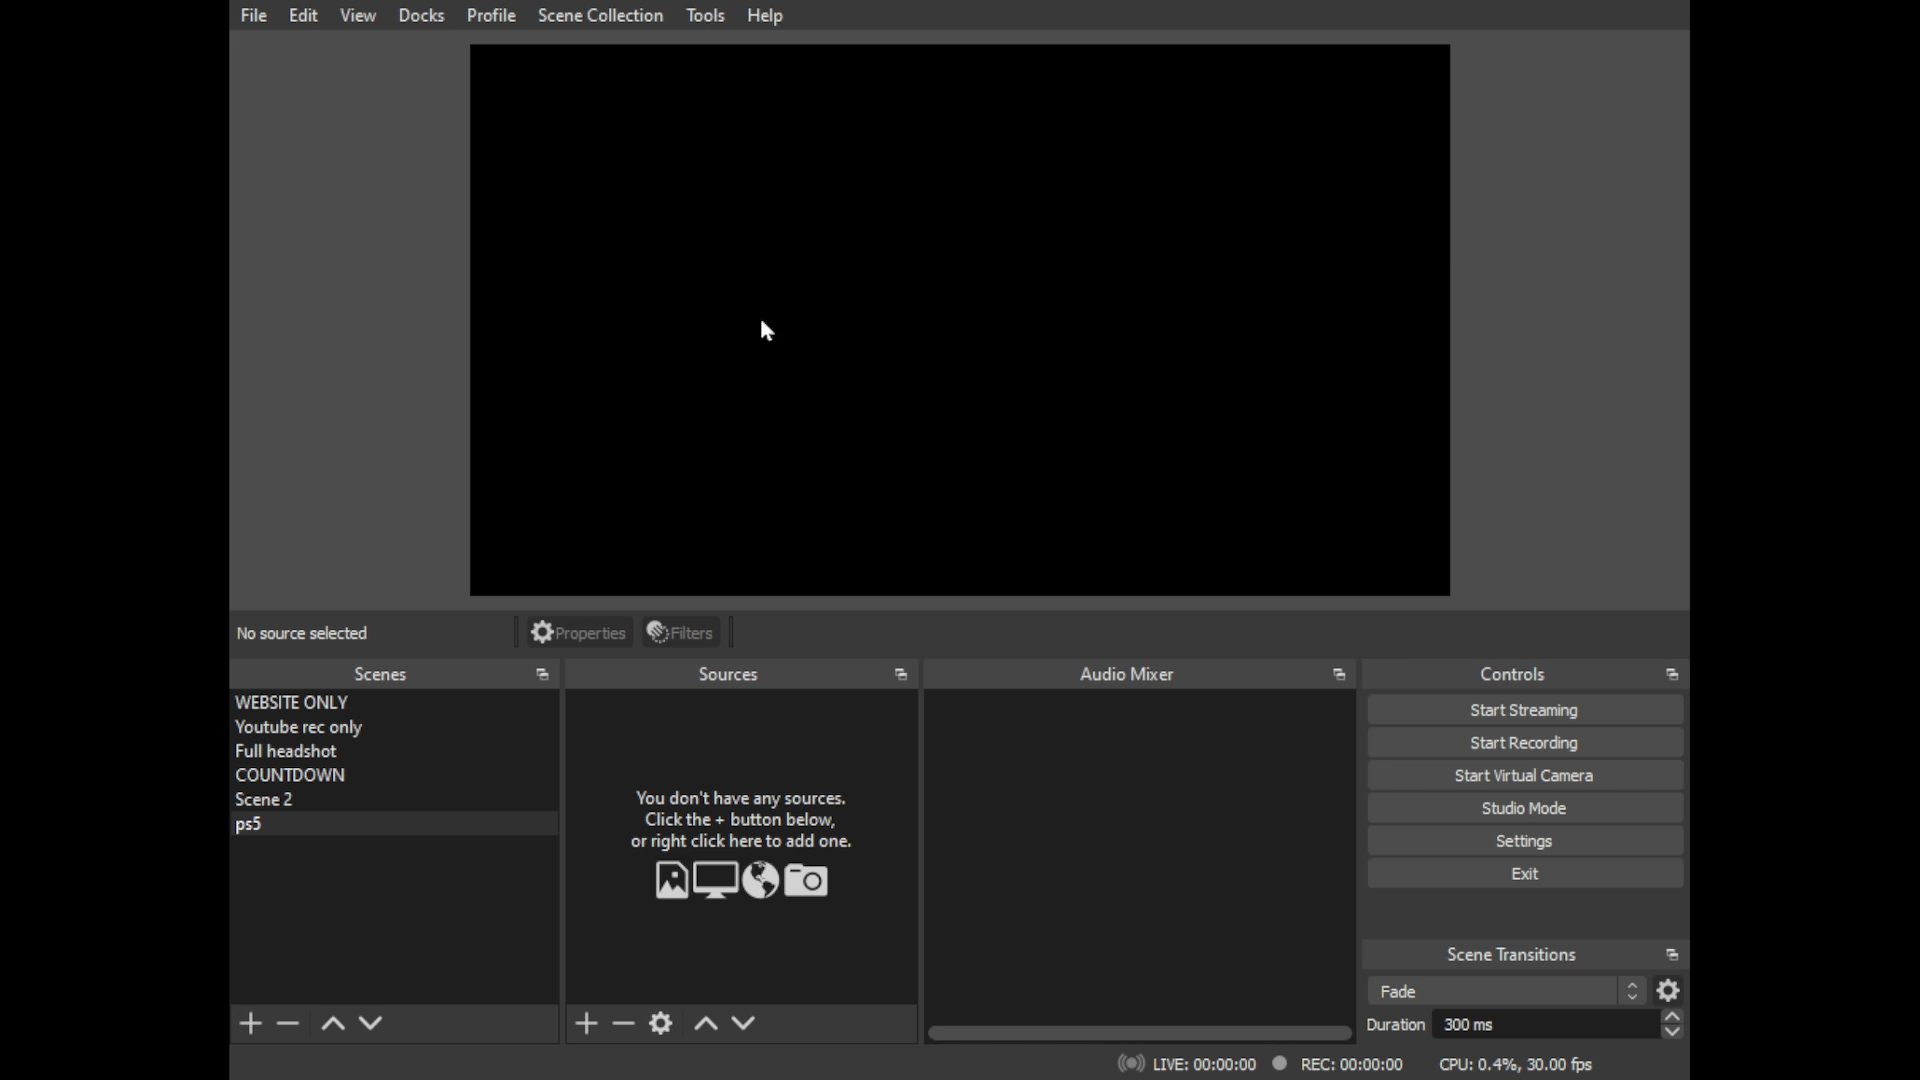 File Edit View Docks Profile Scene Collection Tools Help
No source selected Properties Filters
Scenes
WEBSITE ONLY
Youtube rec only
Full headshot
COUNTDOWN
Scene 2
ps5
Sources
You don't have any sources.
Click the + button below,
or right click here to add one.
Audio Mixer
Controls
Start Streaming
Start Recording
Start Virtual Camera
Studio Mode
Settings
Exit
Scene Transitions
Fade
Duration 300 ms
LIVE: 00:00:00 REC: 00:00:00 CPU: 0.4%, 30.00 fps